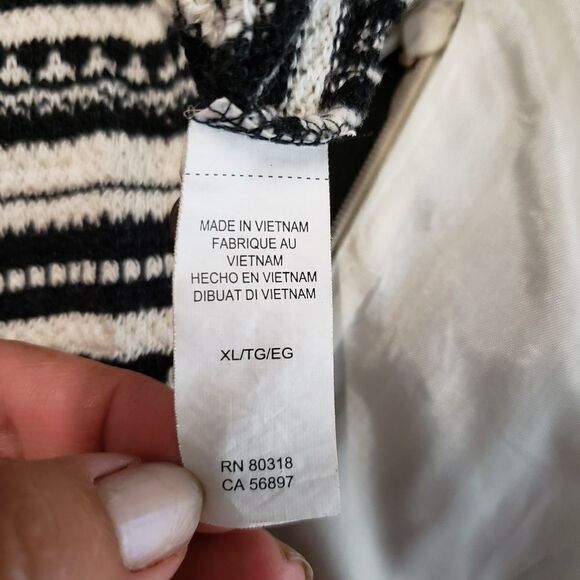 MADE IN VIETNAM
FABRIQUE AU
VIETNAM
HECHO EN VIETNAM
DIBUAT DI VIETNAM
XL/TG/EG
RN 80318
CA 56897